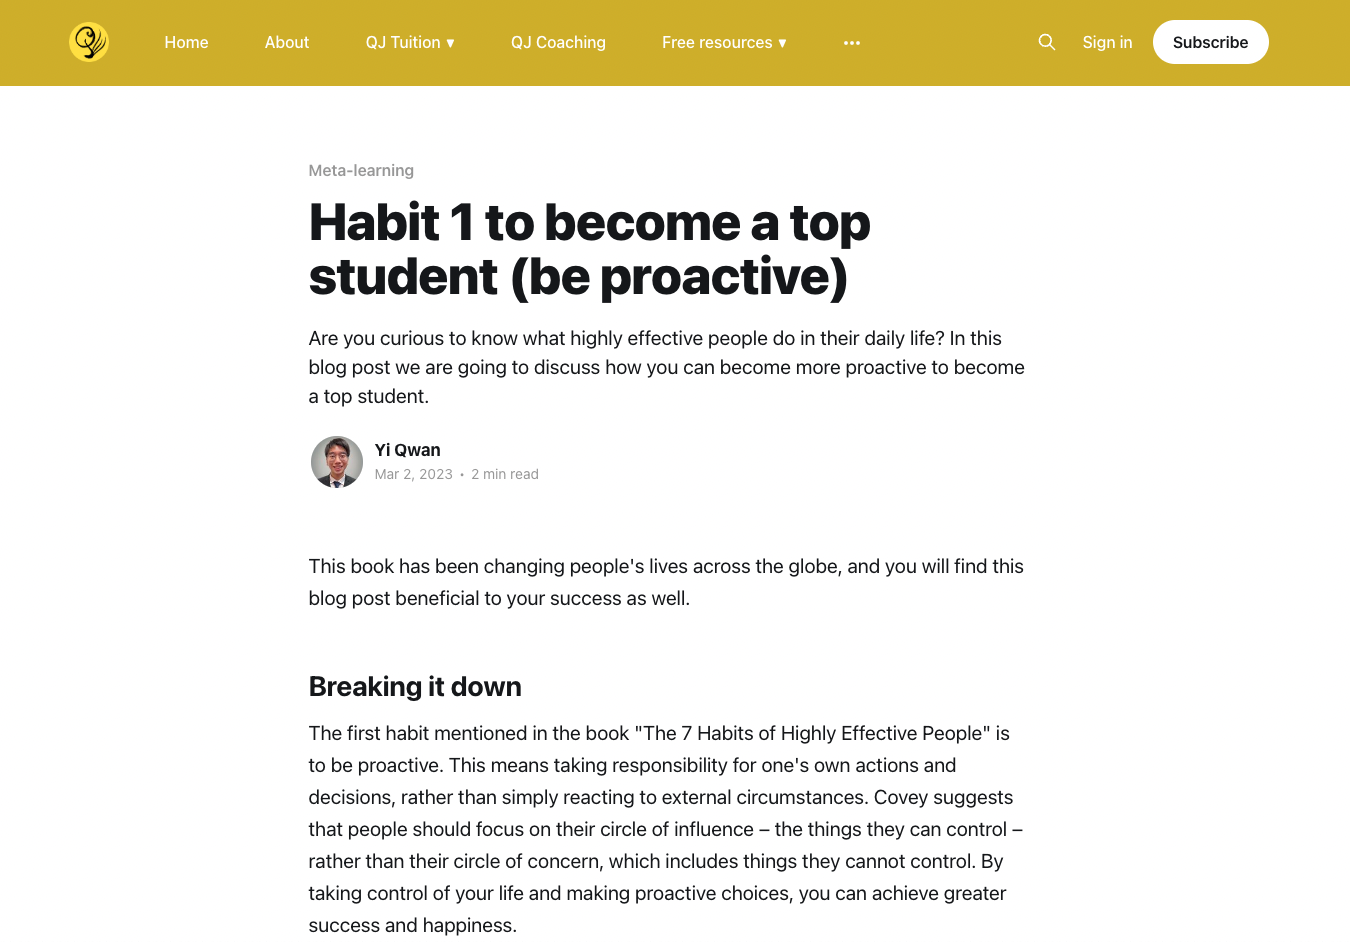 Home
About
QJ Tuition ▾
QJ Coaching
Free resources ▾
•••
Sign in
Subscribe
Meta-learning
Habit 1 to become a top
student (be proactive)
Are you curious to know what highly effective people do in their daily life? In this
blog post we are going to discuss how you can become more proactive to become
a top student.
Yi Qwan
Mar 2, 2023 • 2 min read
This book has been changing people's lives across the globe, and you will find this
blog post beneficial to your success as well.
Breaking it down
The first habit mentioned in the book "The 7 Habits of Highly Effective People" is
to be proactive. This means taking responsibility for one's own actions and
decisions, rather than simply reacting to external circumstances. Covey suggests
that people should focus on their circle of influence – the things they can control –
rather than their circle of concern, which includes things they cannot control. By
taking control of your life and making proactive choices, you can achieve greater
success and happiness.